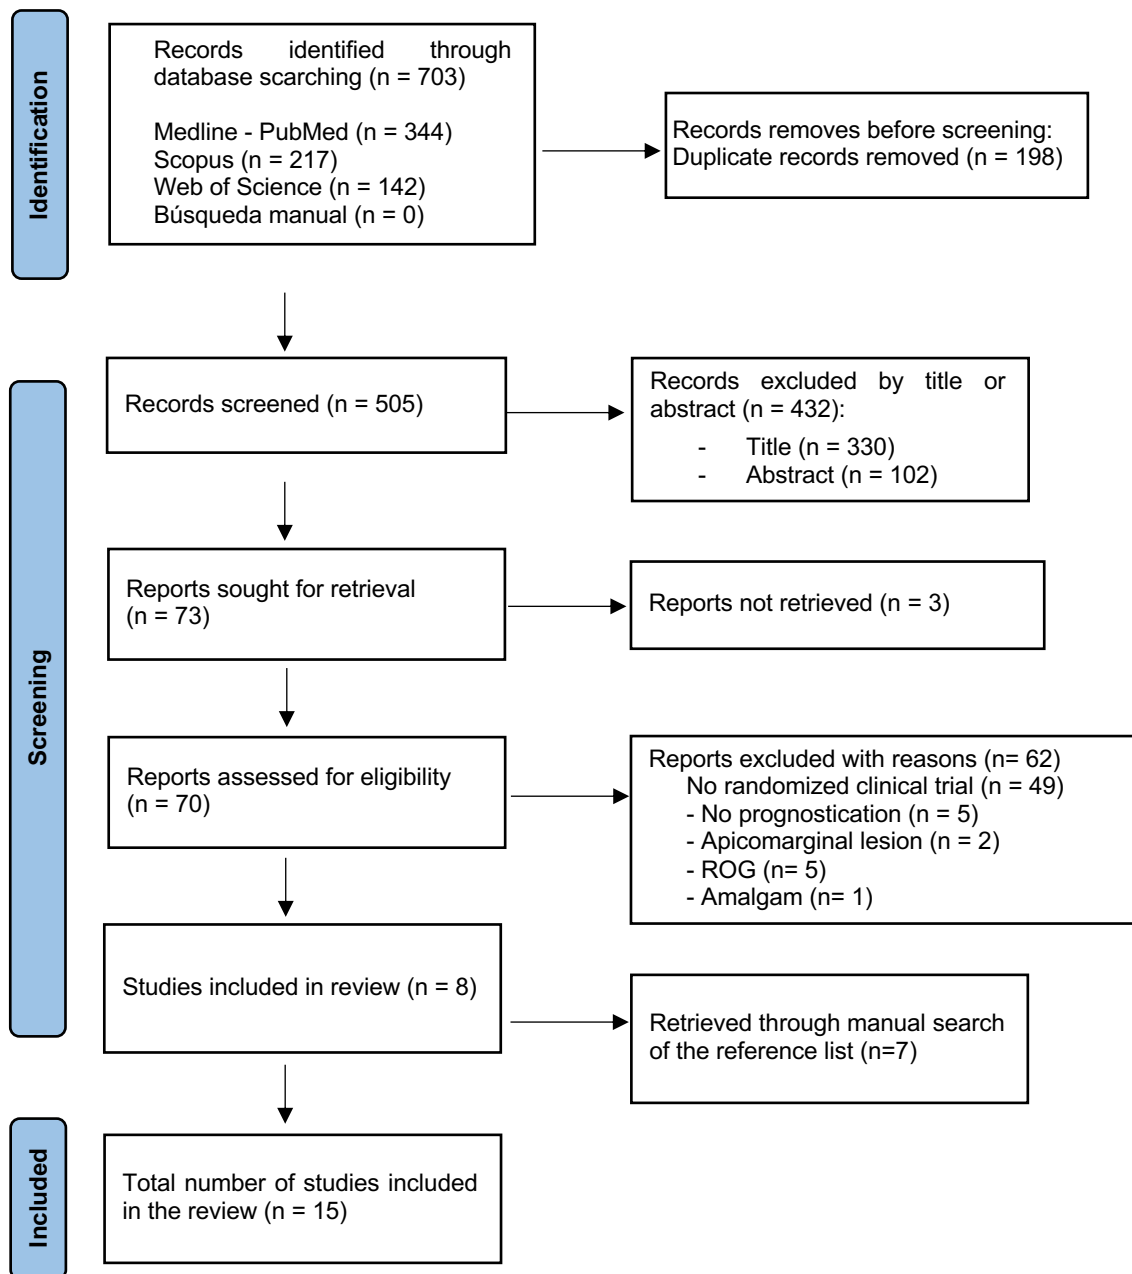 Identification
Records identified through
database scarching (n = 703)
Medline - PubMed (n = 344)
Scopus (n = 217)
Web of Science (n = 142)
Búsqueda manual (n = 0)
Records removes before screening:
Duplicate records removed (n = 198)
Screening
Records screened (n = 505)
Records excluded by title or
abstract (n = 432):
- Title (n = 330)
- Abstract (n = 102)
Reports sought for retrieval
(n = 73)
Reports not retrieved (n = 3)
Reports assessed for eligibility
(n = 70)
Reports excluded with reasons (n= 62)
No randomized clinical trial (n = 49)
- No prognostication (n = 5)
- Apicomarginal lesion (n = 2)
- ROG (n= 5)
- Amalgam (n= 1)
Studies included in review (n = 8)
Retrieved through manual search
of the reference list (n=7)
Included
Total number of studies included
in the review (n = 15)